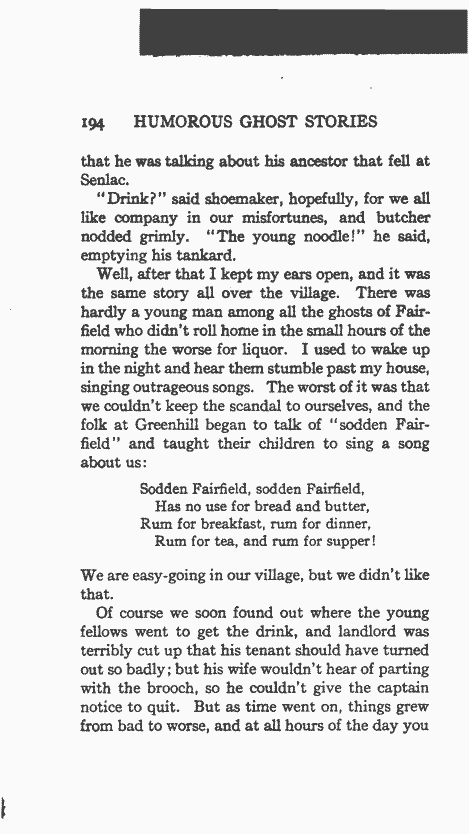 194 HUMOROUS GHOST STORIES
that he was talking about his ancestor that fell at
Senlac.
"Drink?" said shoemaker, hopefully, for we all
like company in our misfortunes, and butcher
nodded grimly. "The young noodle!" he said,
emptying his tankard.
Well, after that I kept my ears open, and it was
the same story all over the village. There was
hardly a young man among all the ghosts of Fair-
field who didn't roll home in the small hours of the
morning the worse for liquor. I used to wake up
in the night and hear them stumble past my house,
singing outrageous songs. The worst of it was that
we couldn't keep the scandal to ourselves, and the
folk at Greenhill began to talk of "sodden Fair-
field" and taught their children to sing a song
about us:
Sodden Fairfield, sodden Fairfield,
Has no use for bread and butter,
Rum for breakfast, rum for dinner,
Rum for tea, and rum for supper!
We are easy-going in our village, but we didn't like
that.
Of course we soon found out where the young
fellows went to get the drink, and landlord was
terribly cut up that his tenant should have turned
out so badly; but his wife wouldn't hear of parting
with the brooch, so he couldn't give the captain
notice to quit. But as time went on, things grew
from bad to worse, and at all hours of the day you